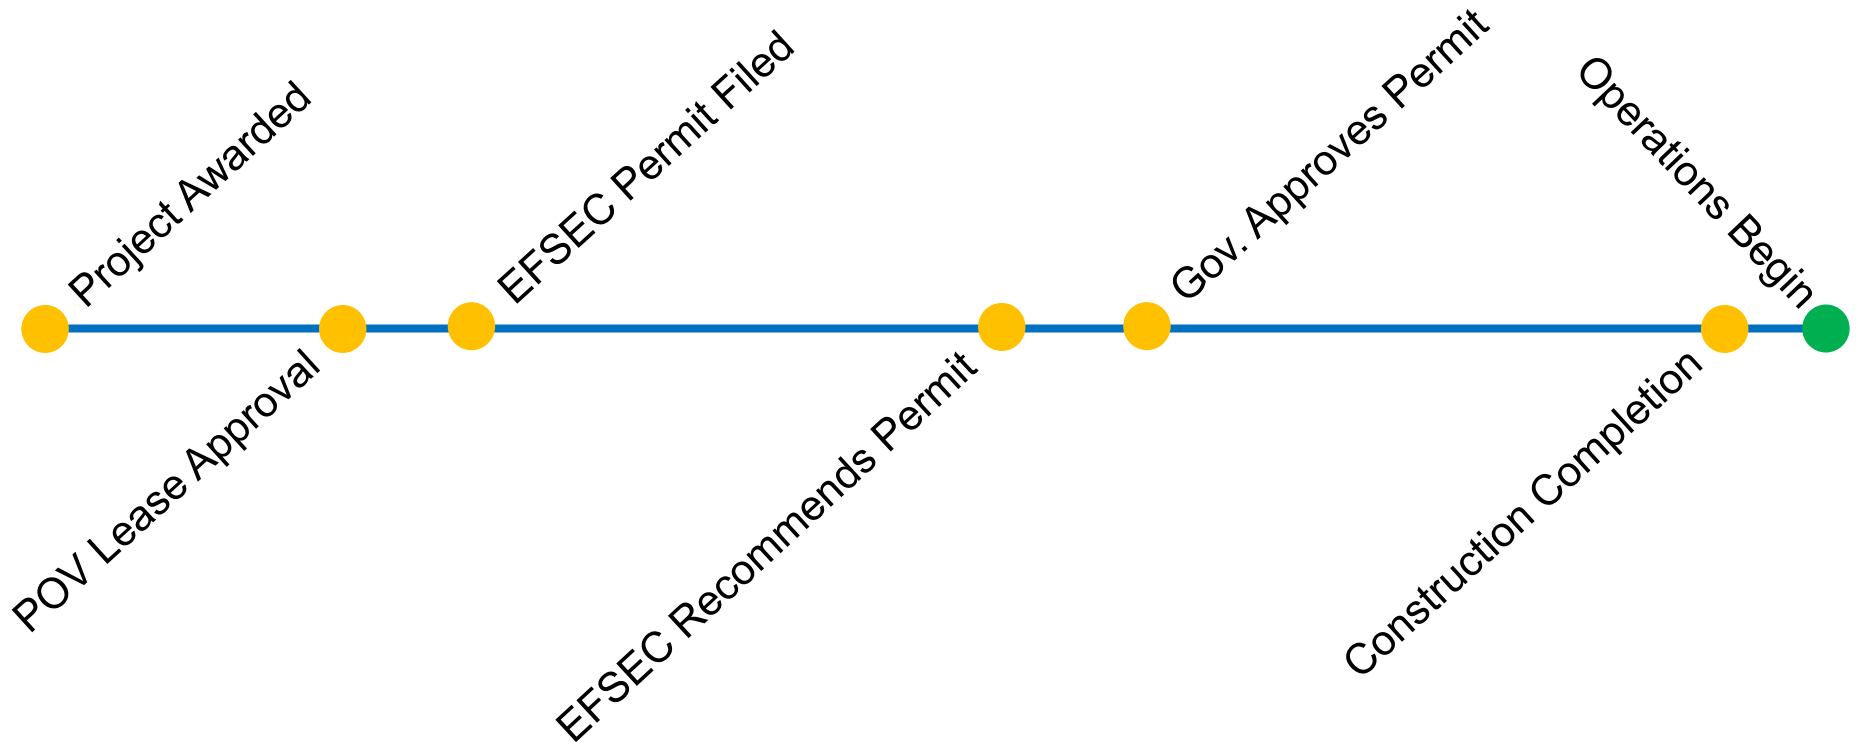 Project Awarded
POV Lease Approval
EFSEC Permit Filed
EFSEC Recommends Permit
Gov. Approves Permit
Construction Completion
Operations Begin